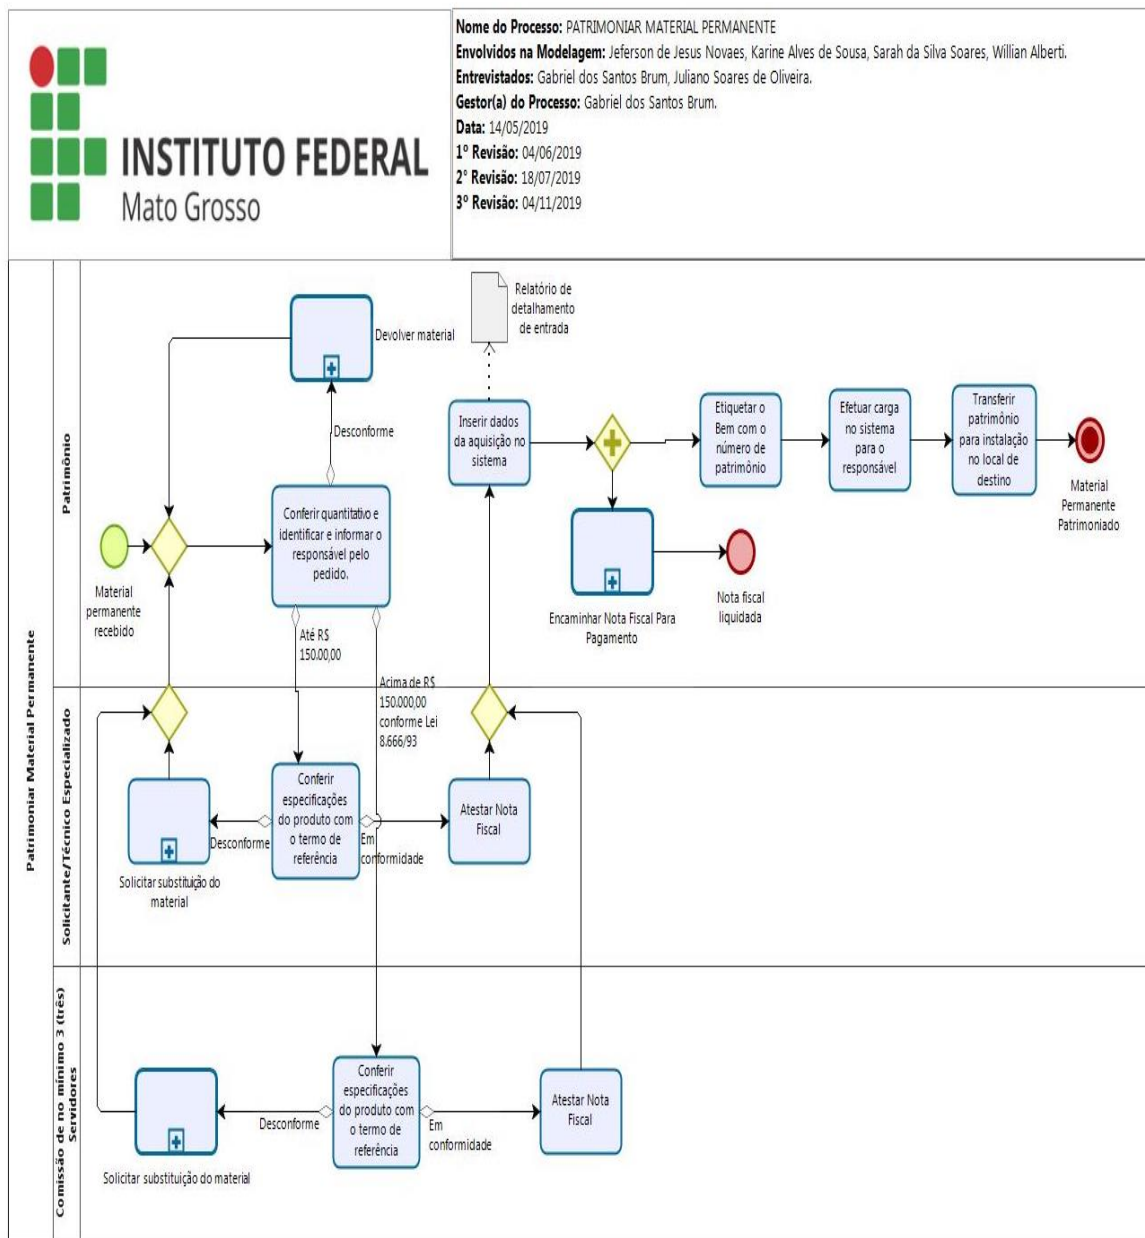 INSTITUTO FEDERAL
Mato Grosso
Nome do Processo: PATRIMONIAR MATERIAL PERMANENTE
Envolvidos na Modelagem: Jeferson de Jesus Novaes, Karine Alves de Sousa, Sarah da Silva Soares, Willian Alberti.
Entrevistados: Gabriel dos Santos Brum, Juliano Soares de Oliveira.
Gestor(a) do Processo: Gabriel dos Santos Brum.
Data: 14/05/2019
1º Revisão: 04/06/2019
2° Revisão: 18/07/2019
3º Revisão: 04/11/2019
Patrimoniar Material Permanente
Patrimônio
Material
permanente
recebido
Devolver material
Desconforme
Conferir quantitativo e
identificar e informar o
responsável pelo
pedido.
Até R$
150.00,00
Acima de R$
150.000,00
conforme Lei
8.666/93
Relatório de
detalhamento
de entrada
Inserir dados
da aquisição no
sistema
Etiquetar o
Bem com o
número de
patrimônio
Efetuar carga
no sistema
para o
responsável
Transferir
patrimônio
para instalação
no local de
destino
Material
Permanente
Patrimoniado
Encaminhar Nota Fiscal Para
Pagamento
Nota fiscal
liquidada
Solicitante/Técnico Especializado
Solicitar substituição do
material
Desconforme
Conferir
especificações
do produto com
o termo de
referência
Em
conformidade
Atestar Nota
Fiscal
Comissão de no mínimo 3 (três)
Servidores
Solicitar substituição do material
Desconforme
Conferir
especificações
do produto com
o termo de
referência
Em
conformidade
Atestar Nota
Fiscal